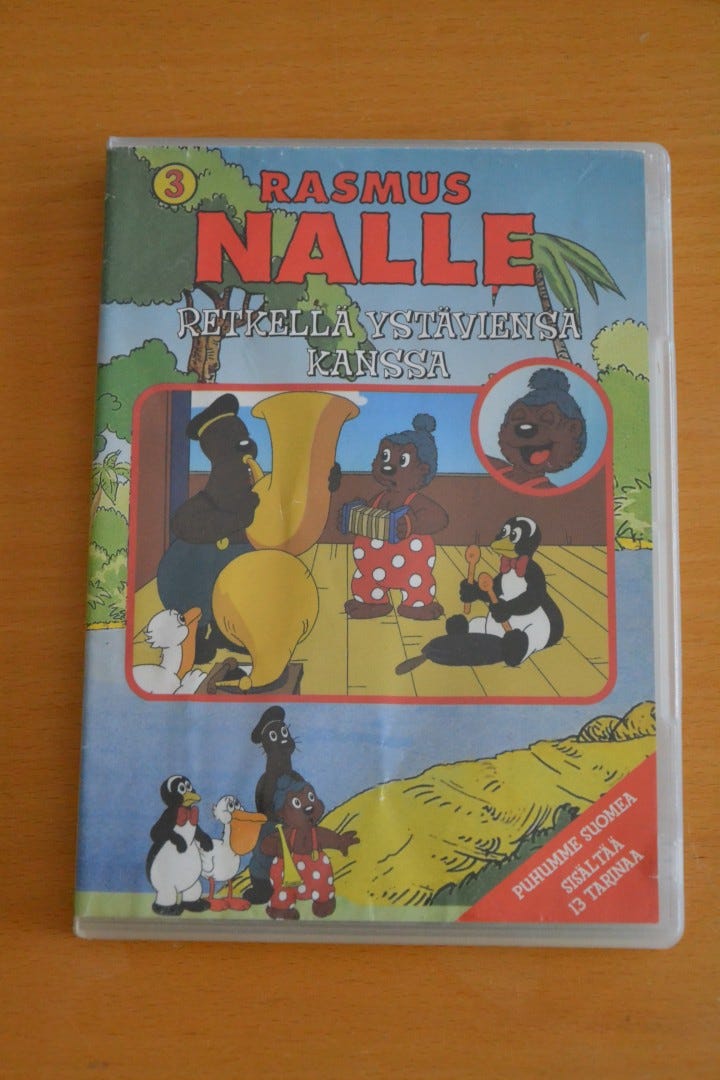 3
RASMUS
NALLE
RETKELLÄ YSTÄVIENSÄ
KANSSA
PUHUMME SUOMEA
SISÄLTÄÄ
13 TARINAA